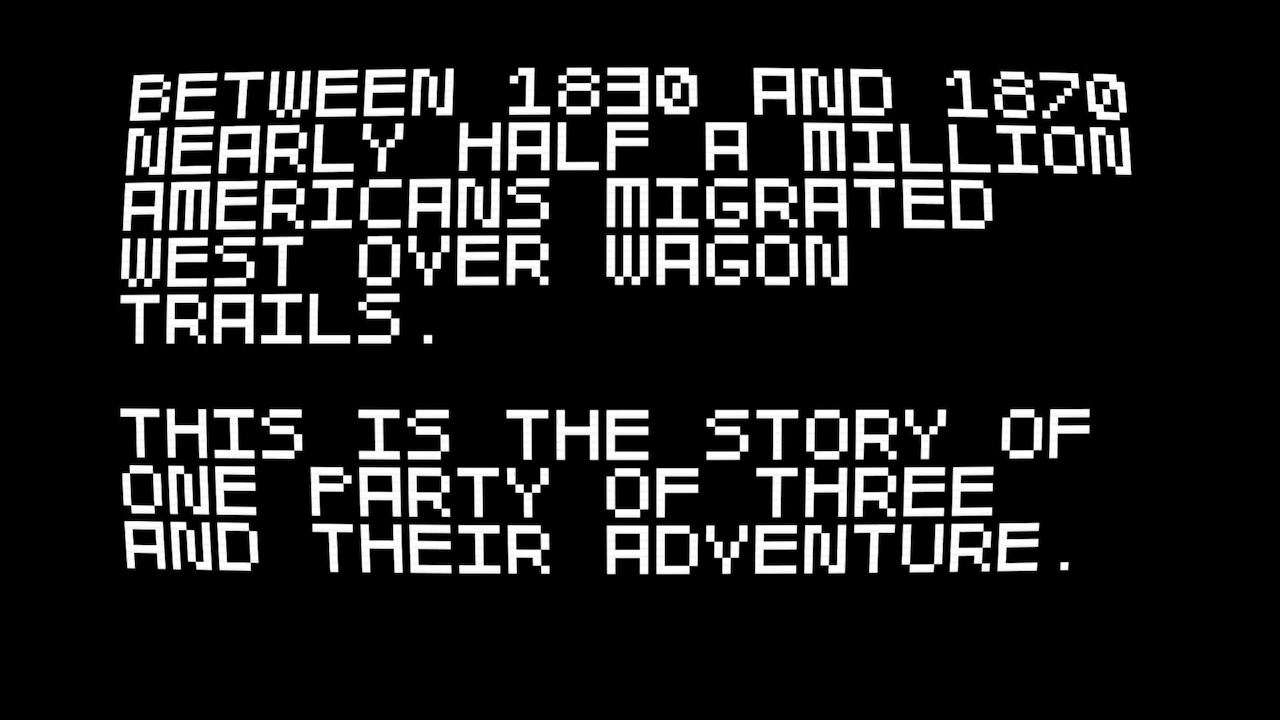 BETWEEN 1830 AND 1870
NEARLY HALF A MILLION
AMERICANS MIGRATED
WEST OVER WAGON
TRAILS.
THIS IS THE STORY OF
ONE PARTY OF THREE
AND THEIR ADVENTURE.